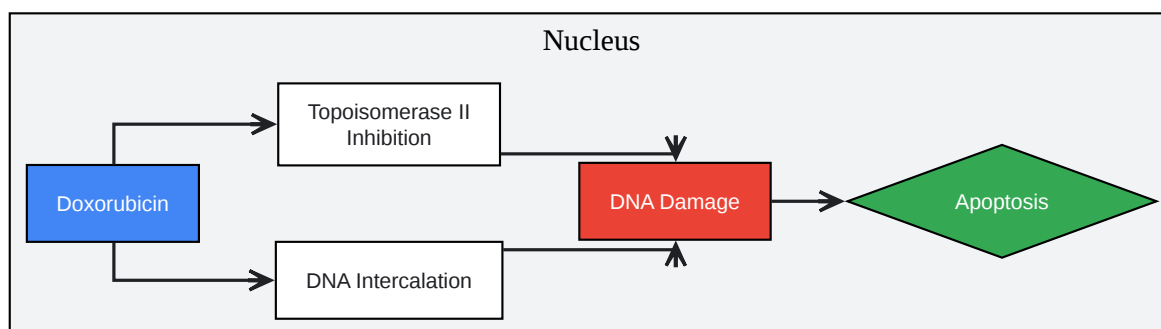 Nucleus
Topoisomerase II
Inhibition
Doxorubicin
DNA Damage
Apoptosis
DNA Intercalation